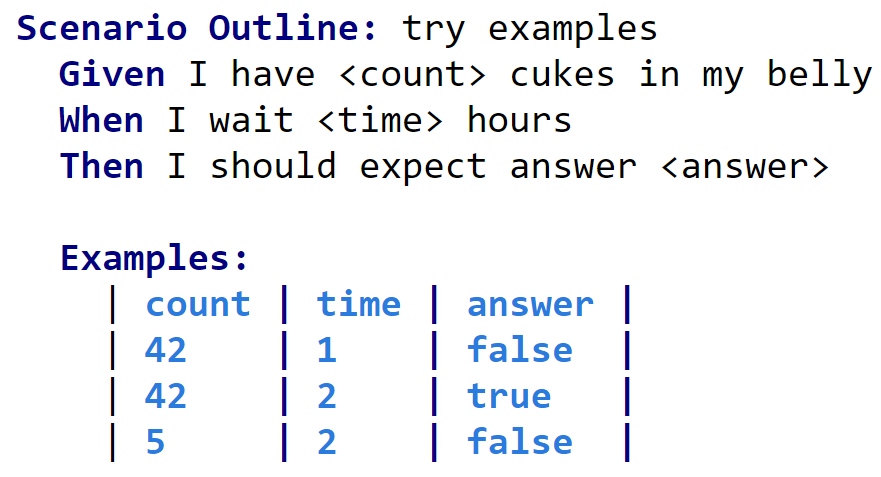 Scenario Outline: try examples
Given I have <count> cukes in my belly
When I wait <time> hours
Then I should expect answer <answer>
Examples:
| count | time | answer |
| 42 | 1 | false |
| 42 | 2 | true |
| 5 | 2 | false |